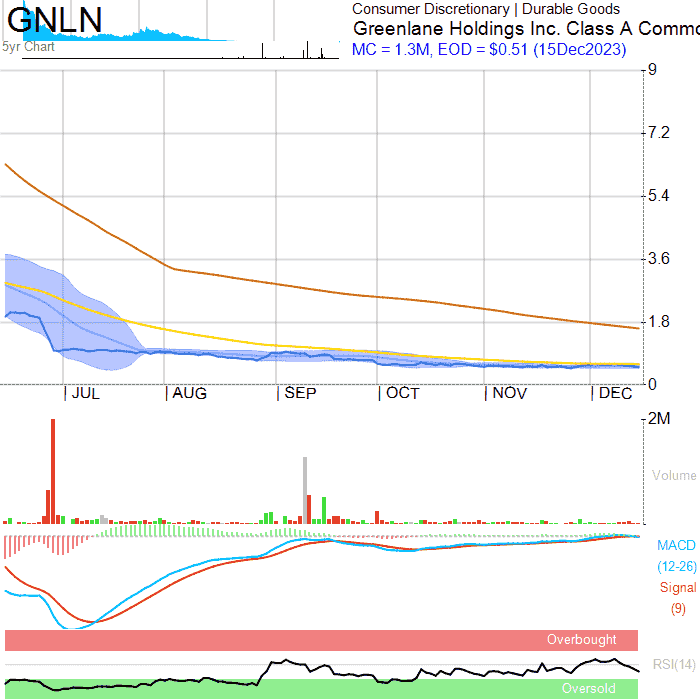 GNLN
5yr Chart
Consumer Discretionary | Durable Goods
Greenlane Holdings Inc. Class A Commo
MC = 1.3M, EOD = $0.51 (15Dec2023)
9
7.2
5.4
3.6
1.8
0
| JUL | AUG | SEP | OCT | NOV | DEC
2M
Volume
MACD
(12-26)
Signal
(9)
Overbought
RSI(14)
Oversold